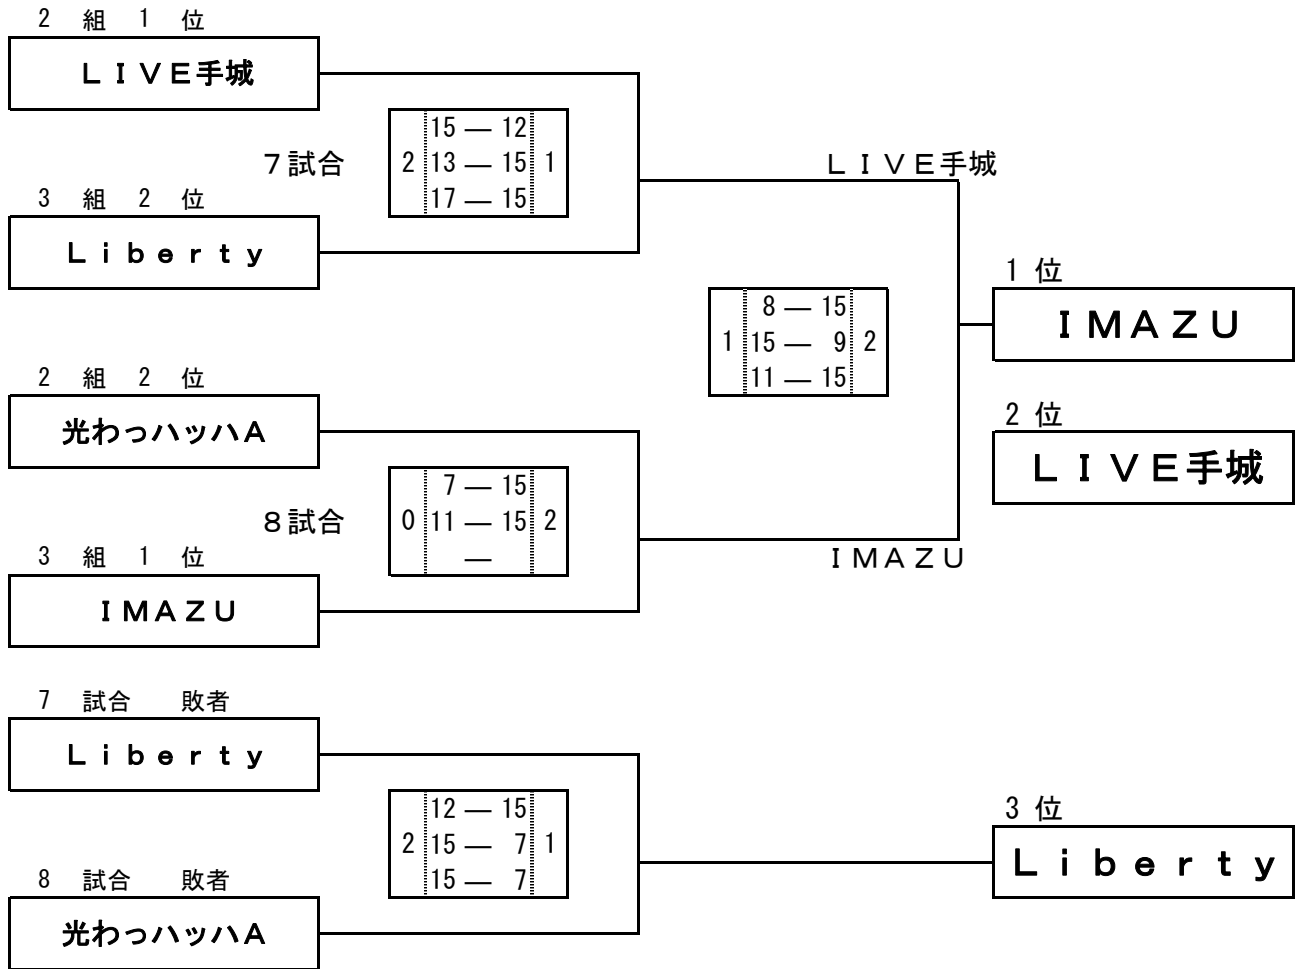 2 組 1 位
ＬＩＶＥ手城
15 ― 12
７試合 2 13 ― 15 1
17 ― 15
ＬＩＶＥ手城
3 組 2 位
Ｌｉｂｅｒｔｙ
1 位
ＩＭＡＺＵ
8 ― 15
1 15 ― 9 2
11 ― 15
2 組 2 位
光わっハッハＡ
2 位
ＬＩＶＥ手城
7 ― 15
８試合 0 11 ― 15 2
―
ＩＭＡＺＵ
3 組 1 位
ＩＭＡＺＵ
7 試合 敗者
Ｌｉｂｅｒｔｙ
12 ― 15
2 15 ― 7 1
15 ― 7
3 位
Ｌｉｂｅｒｔｙ
8 試合 敗者
光わっハッハＡ